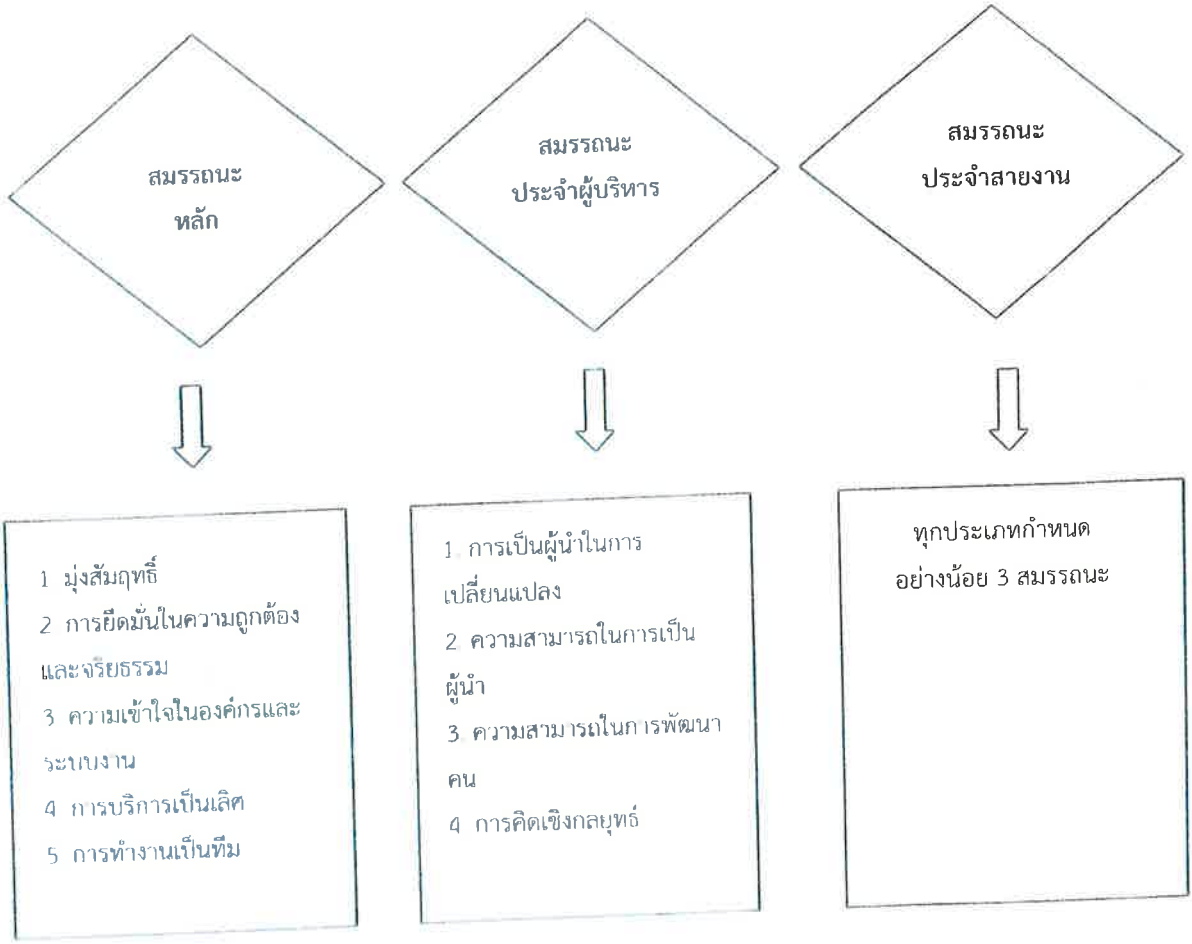 สมรรถนะ
หลัก
สมรรถนะ
ประจำผู้บริหาร
สมรรถนะ
ประจำสายงาน
1 มุ่งสัมฤทธิ์
2 การยึดมั่นในความถูกต้อง
และจริยธรรม
3 ความเข้าใจในองค์กรและ
ระบบงาน
4 การบริการเป็นเลิศ
5 การทำงานเป็นทีม
1. การเป็นผู้นำในการ
เปลี่ยนแปลง
2. ความสามารถในการเป็น
ผู้นำ
3. ความสามารถในการพัฒนา
คน
4 การคิดเชิงกลยุทธ์
ทุกประเภทกำหนด
อย่างน้อย 3 สมรรถนะ